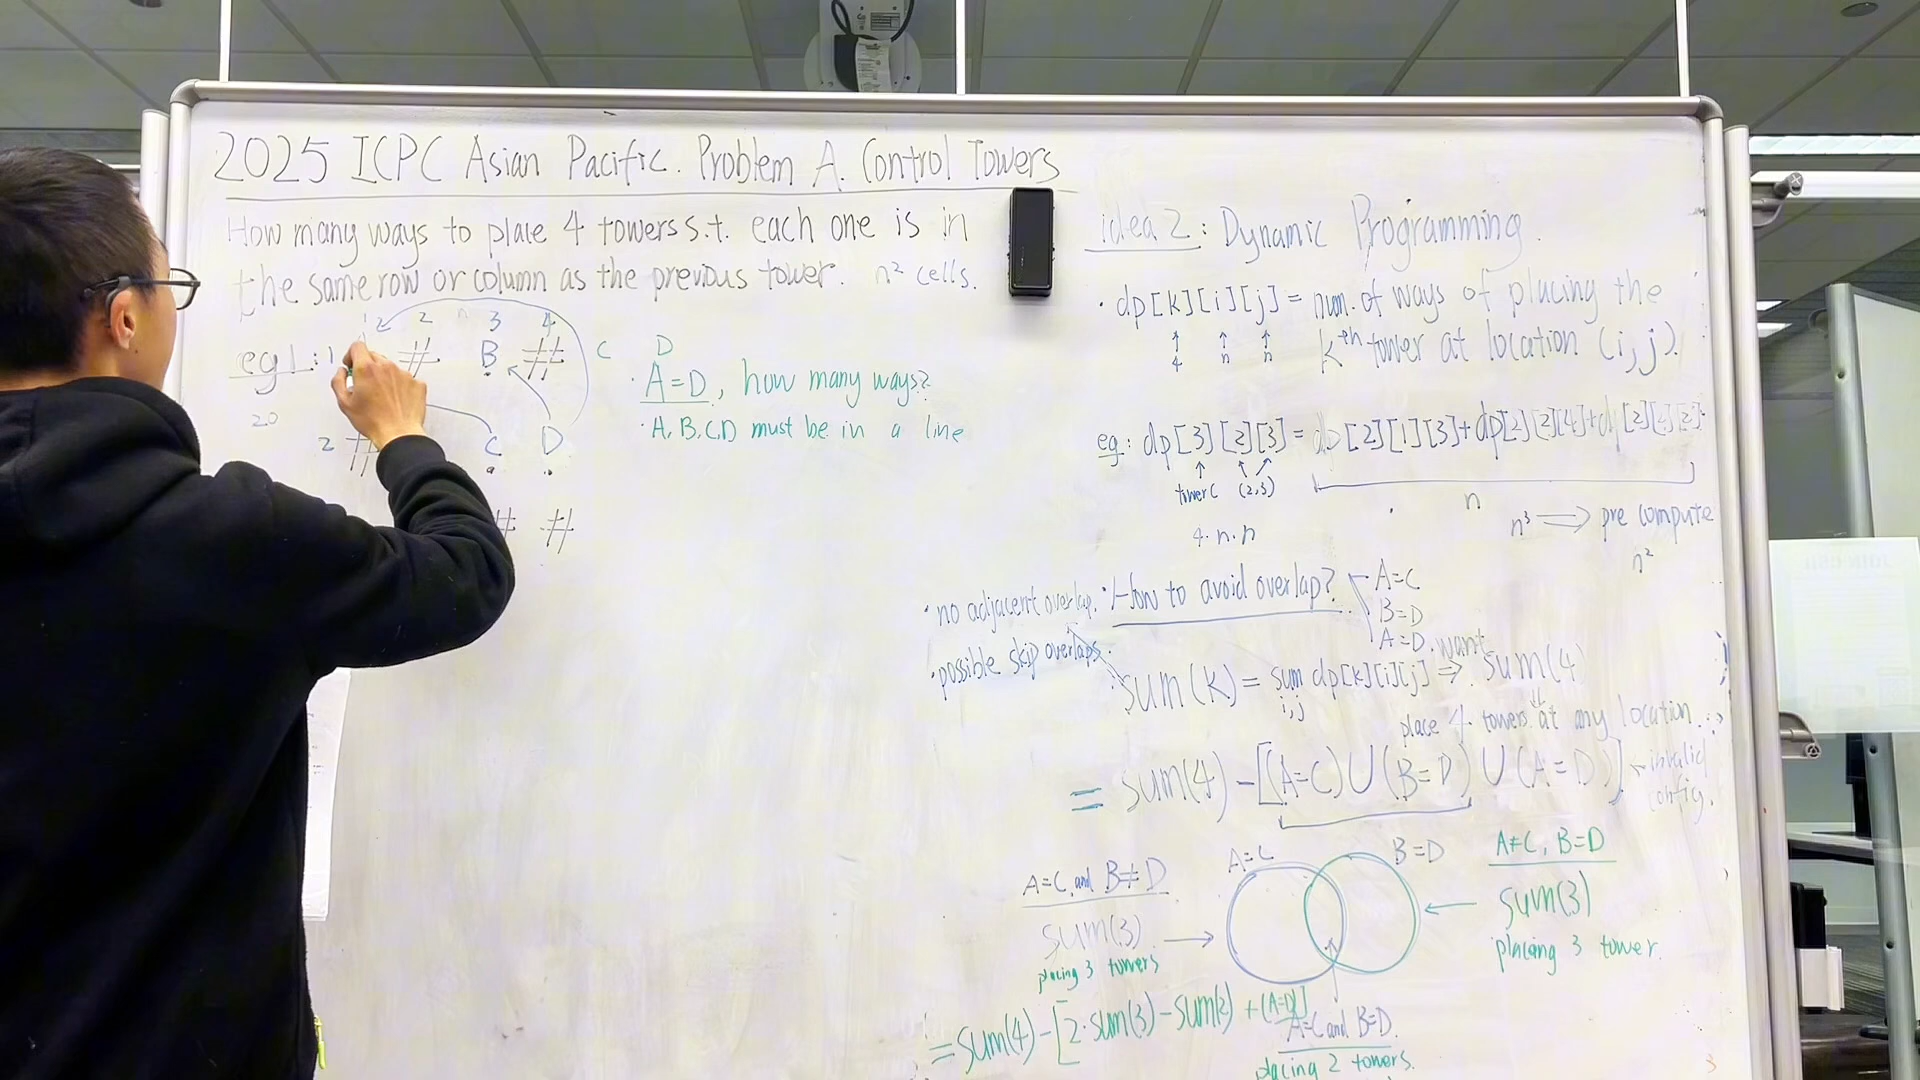 2025 ICPC Asian Pacific. Problem A. Control Towers
How many ways to place 4 towers s.t. each one is in
the same row or column as the previous tower. n² cells.
1 2 3 4
eg1: 1 # B # C
20
2 # C D
# #
D
· A=D, how many ways?
· A, B, C, D must be in a line
idea 2: Dynamic Programming.
· dp[k][i][j] = num. of ways of placing the
4 n n
kth tower at location (i,j).
eg: dp[3][2][3] = dp[2][1][3]+dp[2][2][4]+dp[2][2][2]
tower C (2,3)
n
4·n·n
n³ ⟹ pre compute
n²
· no adjacent overlap.
· possible skip overlaps.
· How to avoid overlap?
A=C
B=D
A=D.
want
sum(k) = sum dp[k][i][j] ⇒ sum(4)
i,j
place 4 towers at any location
= sum(4) - [(A=C) U (B=D) U (A=D)] ← invalid
config.
A=C and B≠D
sum(3)
placing 3 towers
A=C
B=D
A≠C, B=D
sum(3)
placing 3 tower.
= sum(4) - [2·sum(3) - sum(2) + (A=D)]
A=C and B=D.
placing 2 towers.